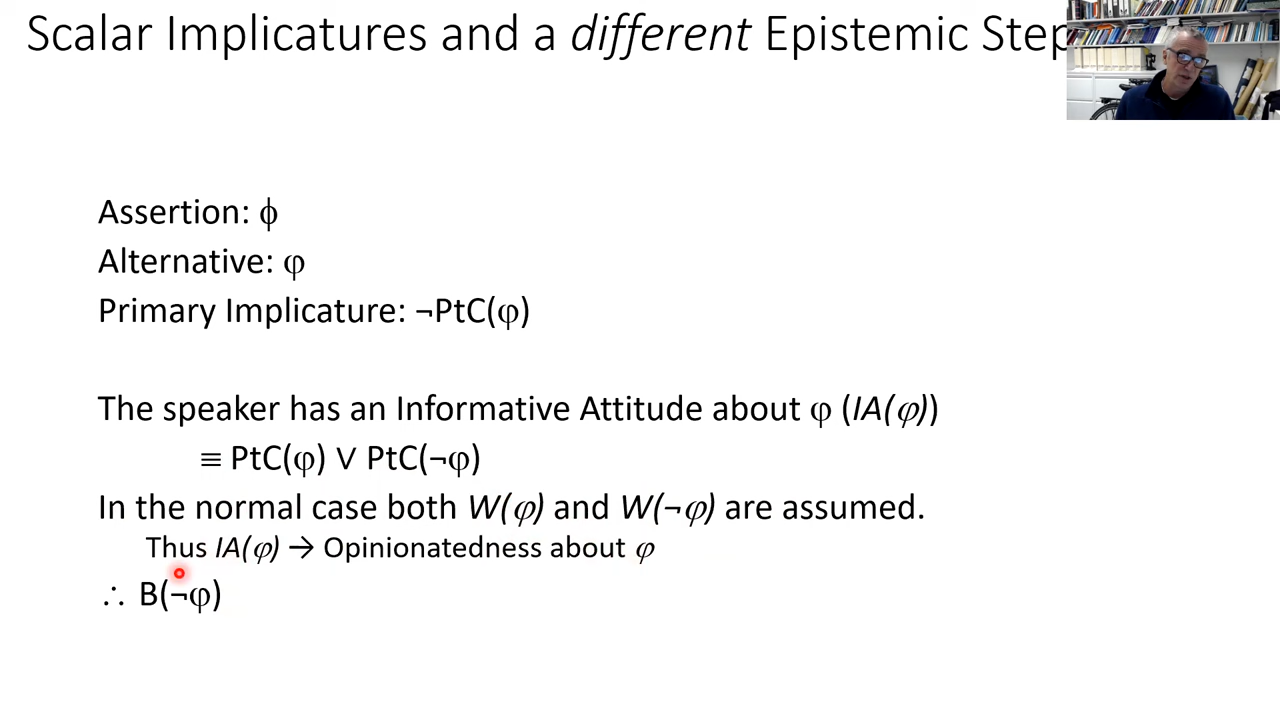 Scalar Implicatures and a different Epistemic Step
Assertion: ϕ
Alternative: φ
Primary Implicature: ¬PtC(φ)
The speaker has an Informative Attitude about φ (IA(φ))
≡ PtC(φ) ∨ PtC(¬φ)
In the normal case both W(φ) and W(¬φ) are assumed.
Thus IA(φ) → Opinionatedness about φ
∴ B(¬φ)